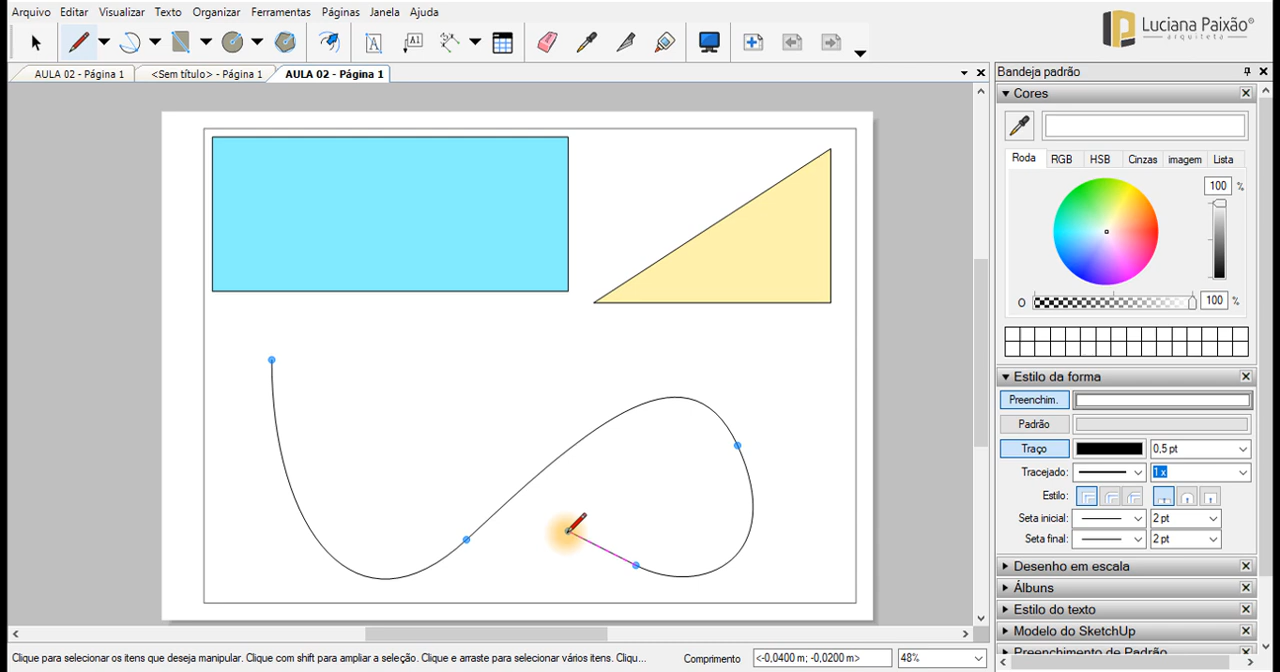 Arquivo Editar Visualizar Texto Organizar Ferramentas Páginas Janela Ajuda
Luciana Paixão®
arquiteta
A A1
AULA 02 - Página 1 <Sem título> - Página 1 AULA 02 - Página 1
Bandeja padrão
Cores
Roda RGB HSB Cinzas imagem Lista
100 %
O 100 %
Estilo da forma
Preenchim.
Padrão
Traço 0,5 pt
Tracejado: 1 x
Estilo:
Seta inicial: 2 pt
Seta final: 2 pt
Desenho em escala
Álbuns
Estilo do texto
Modelo do SketchUp
Preenchimento de Padrão
Clique para selecionar os itens que deseja manipular. Clique com shift para ampliar a seleção. Clique e arraste para selecionar vários itens. Cliqu... Comprimento <-0,0400 m; -0,0200 m> 48%